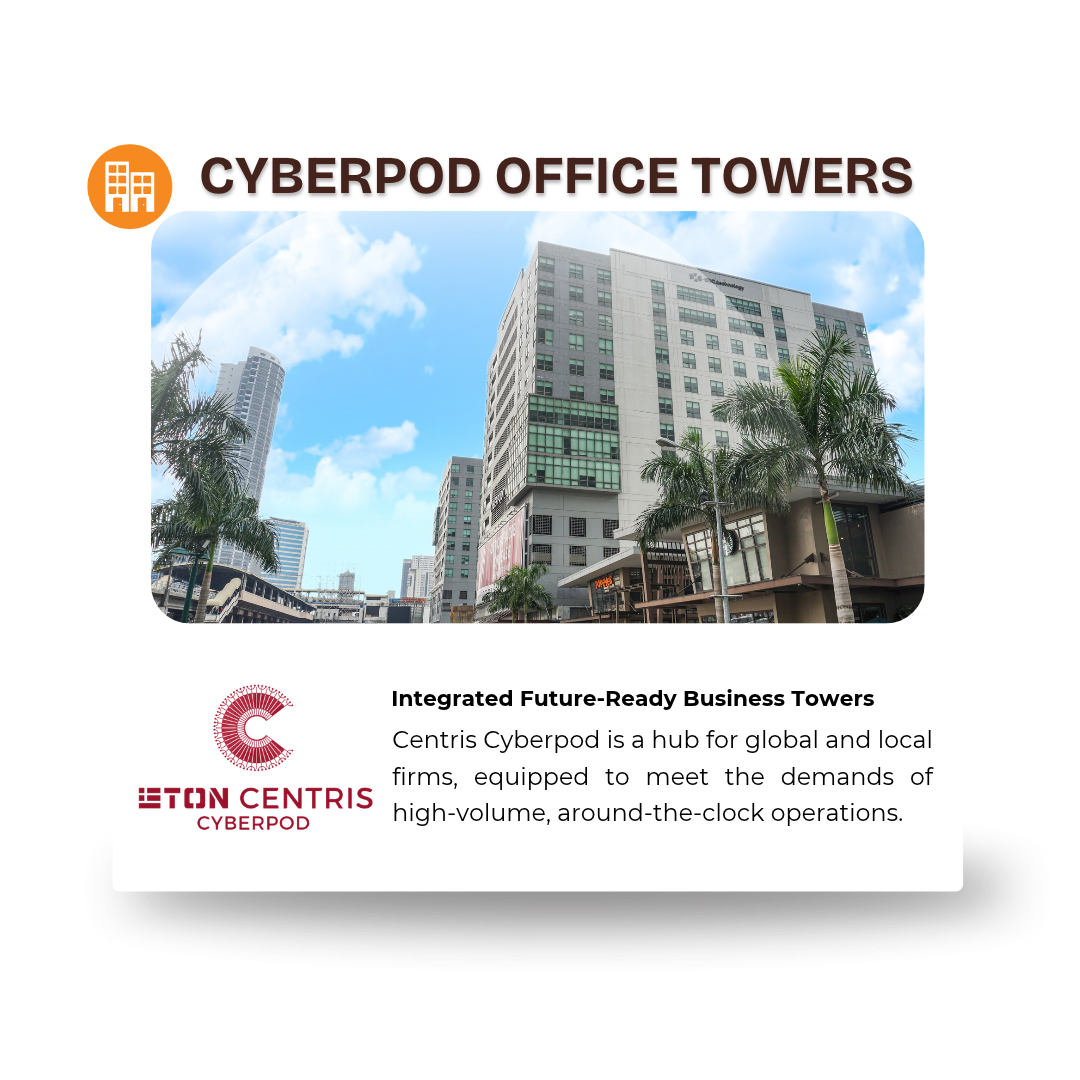 CYBERPOD OFFICE TOWERS
Integrated Future-Ready Business Towers
Centris Cyberpod is a hub for global and local
firms, equipped to meet the demands of
high-volume, around-the-clock operations.
ETON CENTRIS
CYBERPOD